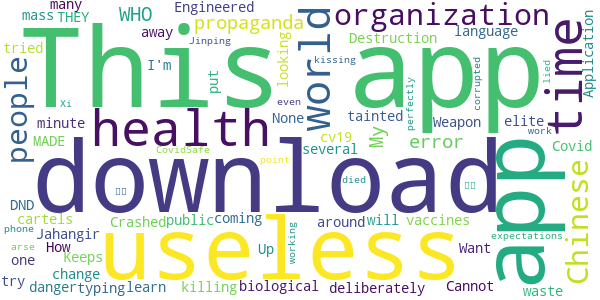 many
THEY
mass
WHO
Engineered
propaganda
organization
tried
away
Jinping
looking
Destruction
language
This
app
I'm
put
world
kissing
time
Application
lied
people
health
Xi
even
None
tainted
corrupted
perfectly
Weapon
elite
work
minute
cv19
My
error
MADE
CovidSafe
several
Covid
point
download
died
app
Chinese
DND
cartels
Crashed
public
coming
around
will
vaccines
expectations
phone
Jahangir
useless
working
Up
one
How
Keeps
arse
Want
Cannot
try
change
killing
biological
deliberately
waste
danger
typing
learn